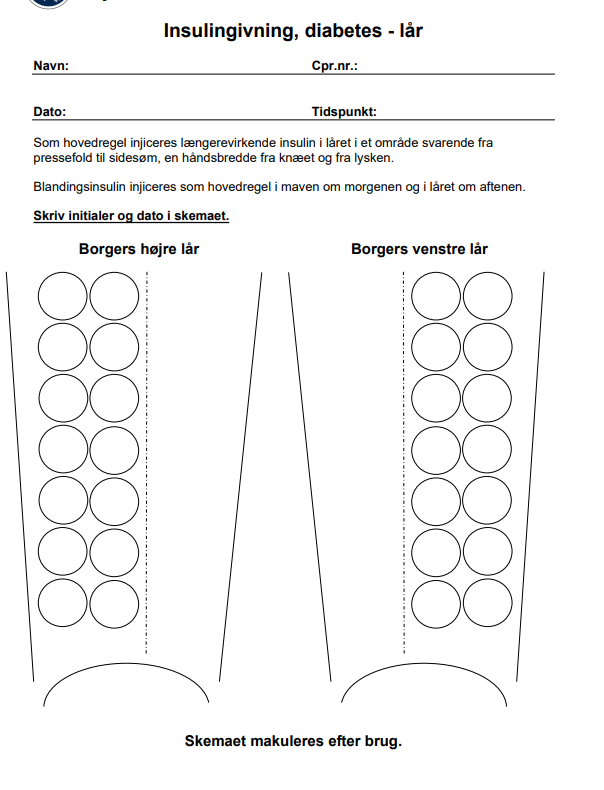 Insulingivning, diabetes - lår
Navn: Cpr.nr.:
Dato: Tidspunkt:
Som hovedregel injiceres længerevirkende insulin i låret i et område svarende fra
pressefold til sidesøm, en håndsbredde fra knæet og fra lysken.
Blandingsinsulin injiceres som hovedregel i maven om morgenen og i låret om aftenen.
Skriv initialer og dato i skemaet.
Borgers højre lår Borgers venstre lår
Skemaet makuleres efter brug.